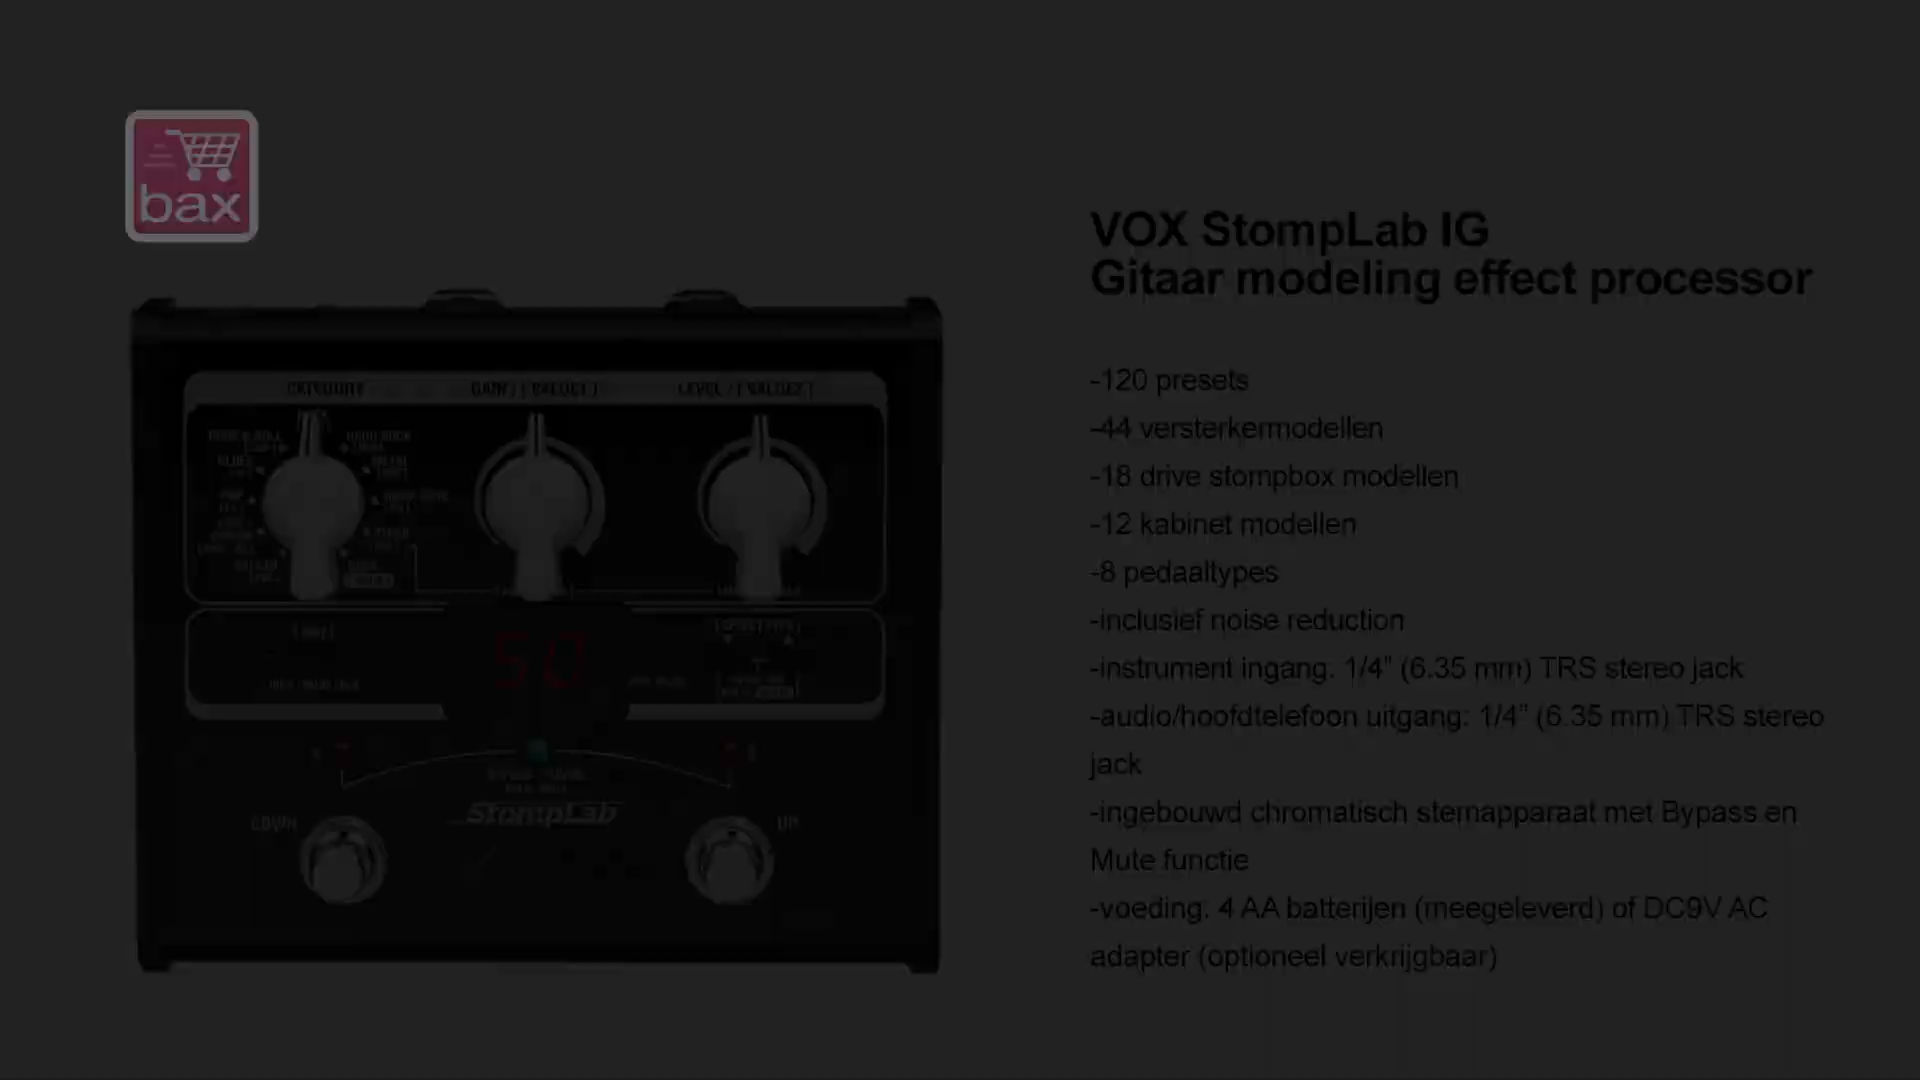 bax
VOX StompLab IG
Gitaar modeling effect processor
-120 presets
-44 versterkermodellen
-18 drive stompbox modellen
-12 kabinet modellen
-8 pedaaltypes
-inclusief noise reduction
-instrument ingang: 1/4" (6.35 mm) TRS stereo jack
-audio/hoofdtelefoon uitgang: 1/4" (6.35 mm) TRS stereo
jack
-ingebouwd chromatisch stemapparaat met Bypass en
Mute functie
-voeding: 4 AA batterijen (meegeleverd) of DC9V AC
adapter (optioneel verkrijgbaar)
CATEGORY GAIN / [VALUE1] LEVEL / [VALUE2]
50
StompLab
DOWN UP